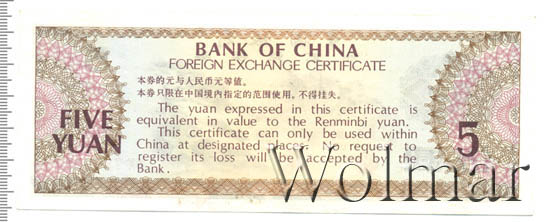 BANK OF CHINA
FOREIGN EXCHANGE CERTIFICATE
本券的元与人民币元等值。
本券只限在中国境内指定的范围使用。不得挂失。
The yuan expressed in this certificate is
equivalent in value to the Renminbi yuan.
This certificate can only be used within
China at designated places. No request to
register its loss will be accepted by the
Bank.
FIVE
YUAN
5
Wolmar